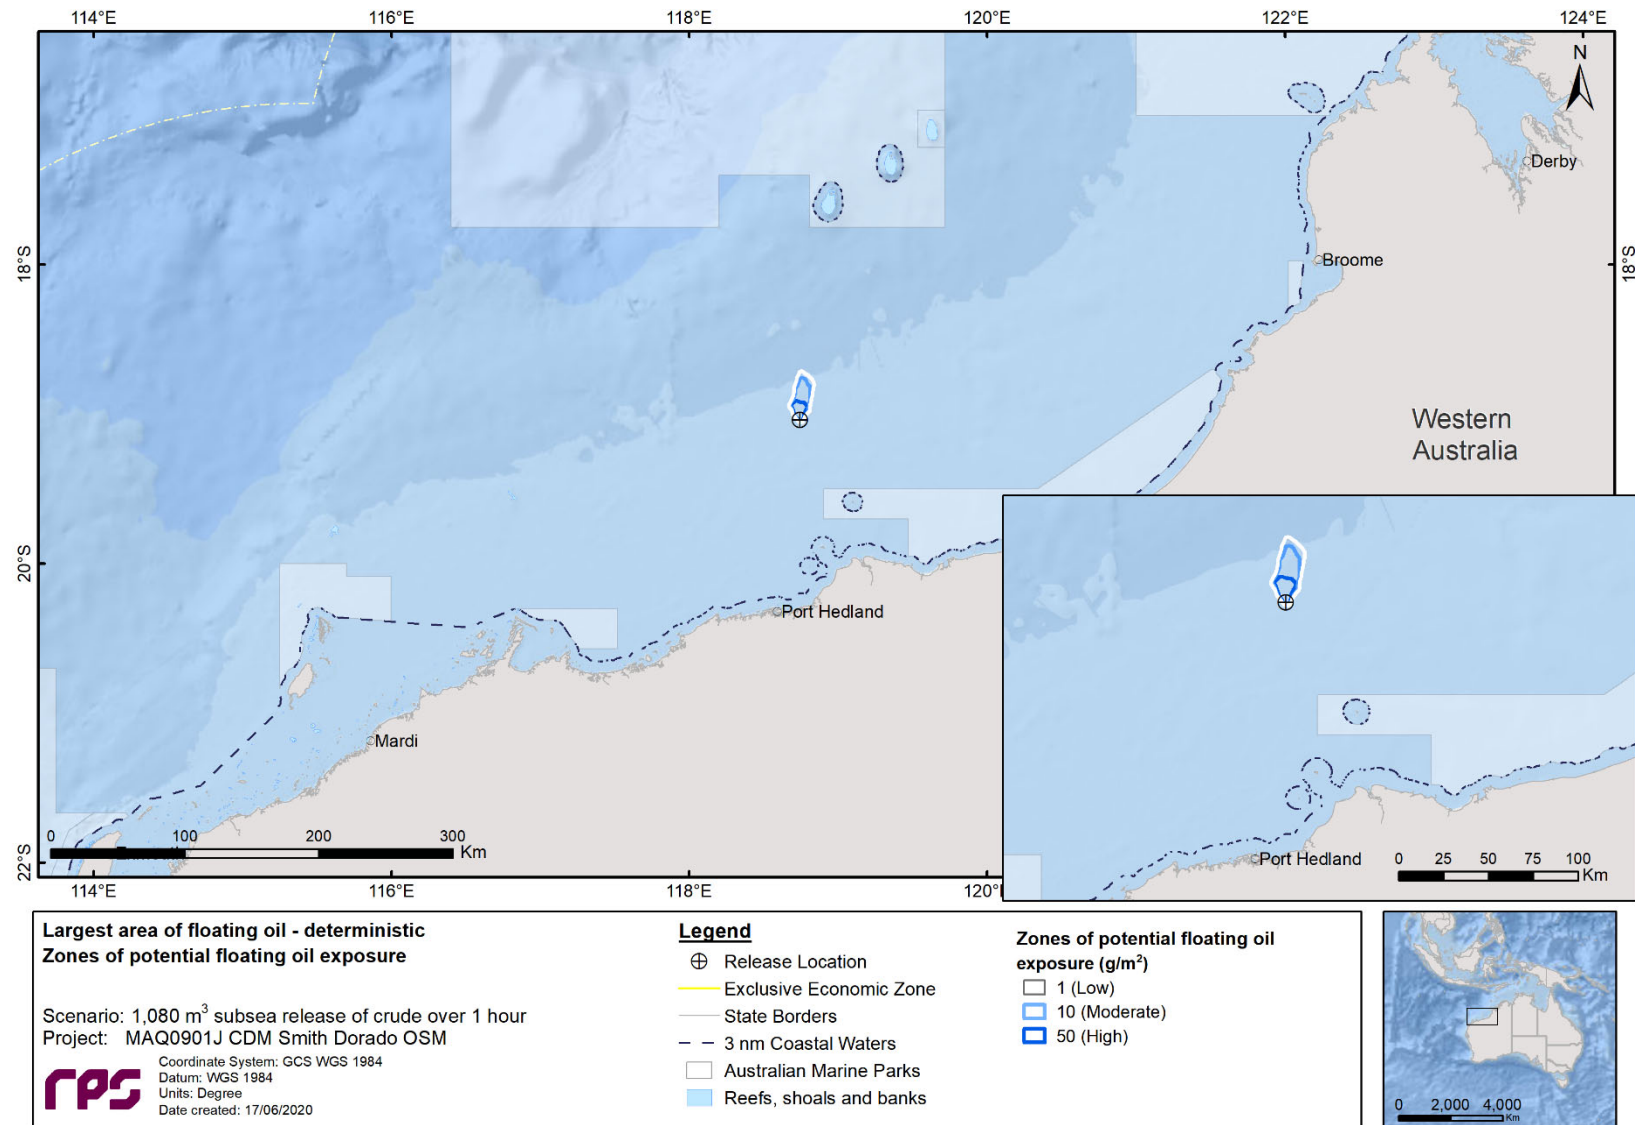 114°E 116°E 118°E 120°E 122°E 124°E
N
Derby
18°S 18°S
Broome
Western
Australia
20°S
Port Hedland
Mardi
0 100 200 300
Km
22°S
114°E 116°E 118°E 120°
Port Hedland
0 25 50 75 100
Km
Largest area of floating oil - deterministic
Zones of potential floating oil exposure
Scenario: 1,080 m³ subsea release of crude over 1 hour
Project: MAQ0901J CDM Smith Dorado OSM
rps
Coordinate System: GCS WGS 1984
Datum: WGS 1984
Units: Degree
Date created: 17/06/2020
Legend
Release Location
Exclusive Economic Zone
State Borders
3 nm Coastal Waters
Australian Marine Parks
Reefs, shoals and banks
Zones of potential floating oil
exposure (g/m²)
1 (Low)
10 (Moderate)
50 (High)
0 2,000 4,000
Km